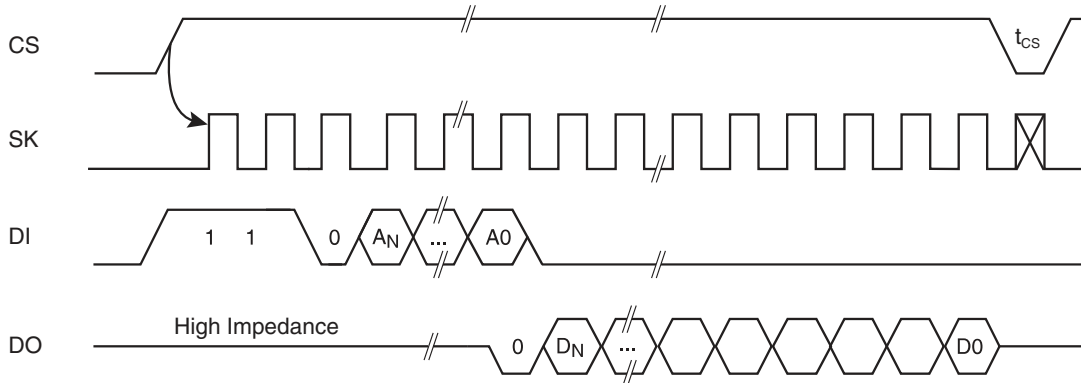 CS
tCS
SK
DI
1 1 0 AN ... A0
DO
High Impedance
0 DN ... D0